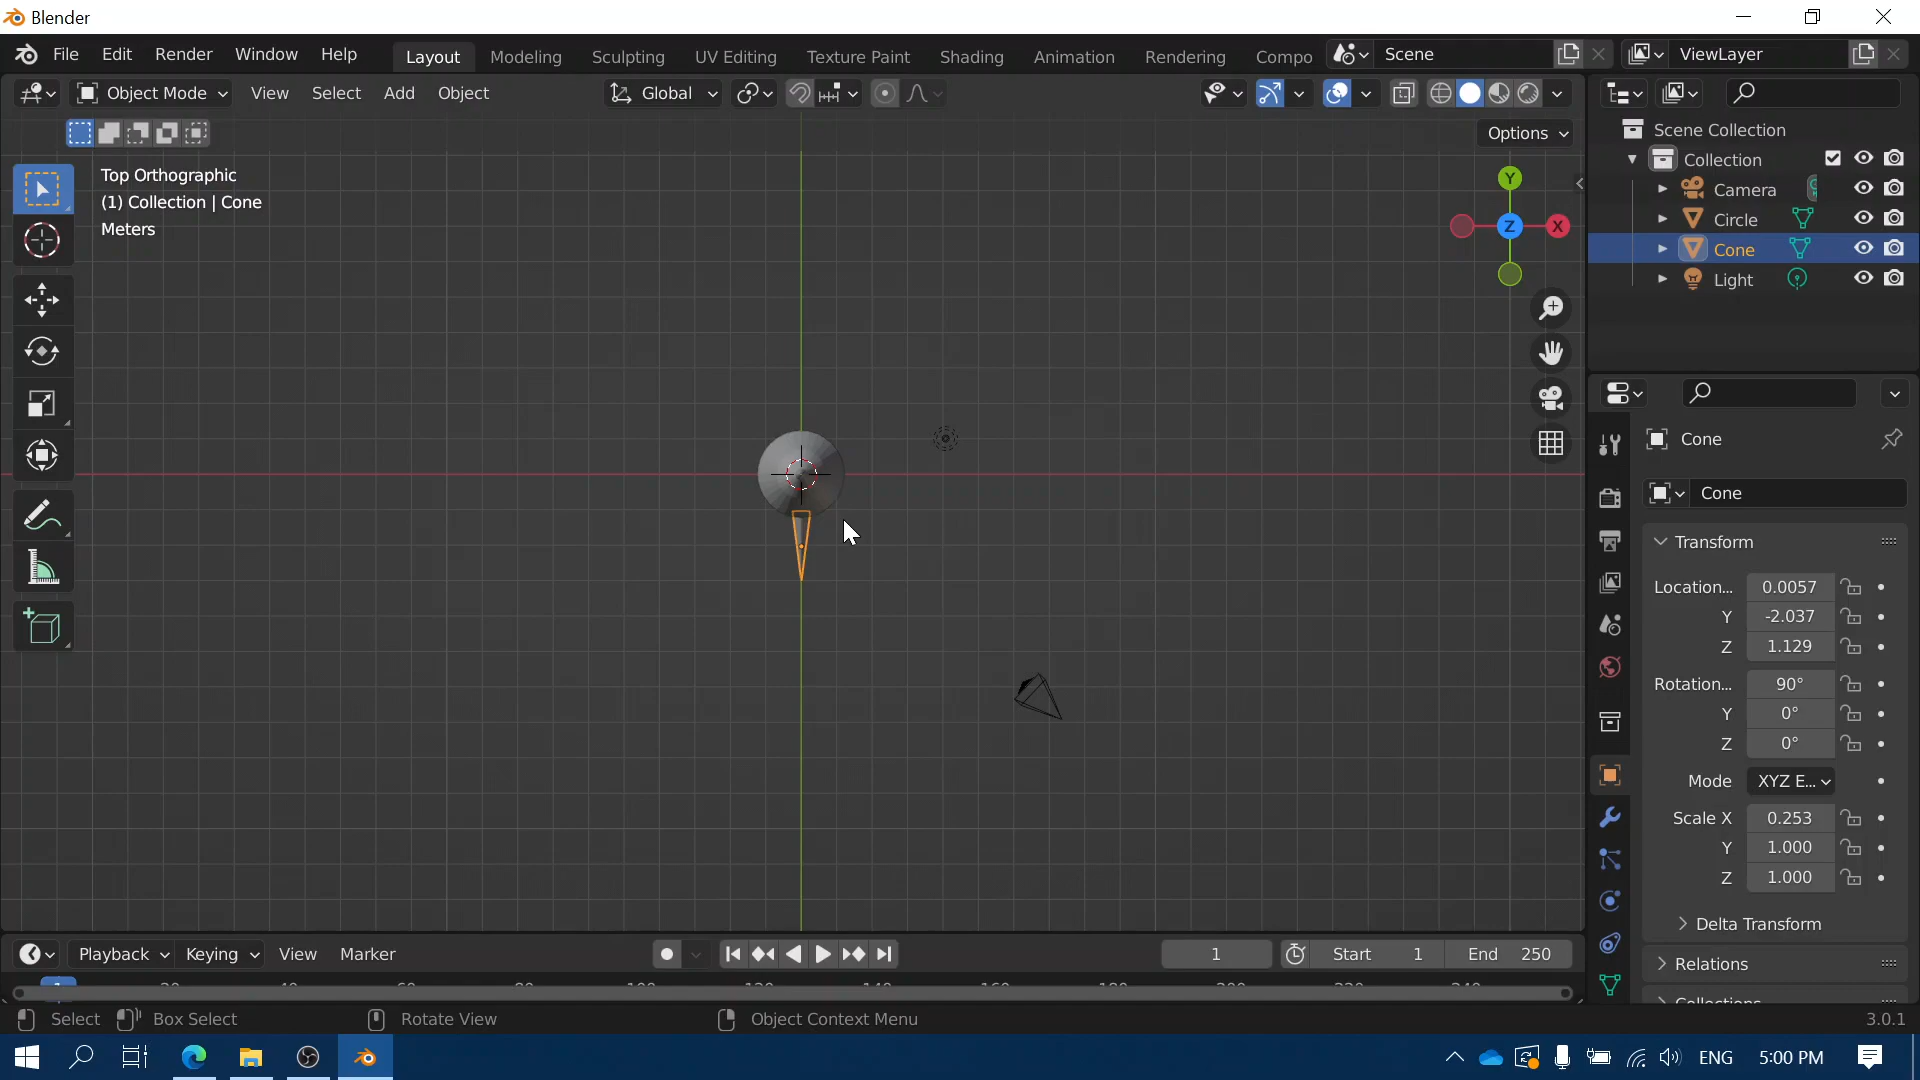 Blender
File Edit Render Window Help Layout Modeling Sculpting UV Editing Texture Paint Shading Animation Rendering Compo Scene ViewLayer
Object Mode View Select Add Object Global
Options
Top Orthographic
(1) Collection | Cone
Meters
Y
X
Z
Scene Collection
Collection
Camera
Circle
Cone
Light
Cone
Cone
Transform
Location... 0.0057
Y -2.037
Z 1.129
Rotation... 90°
Y 0°
Z 0°
Mode XYZ E...
Scale X 0.253
Y 1.000
Z 1.000
Delta Transform
Relations
Collections
Playback Keying View Marker 1 Start 1 End 250
Select Box Select Rotate View Object Context Menu 3.0.1
ENG 5:00 PM